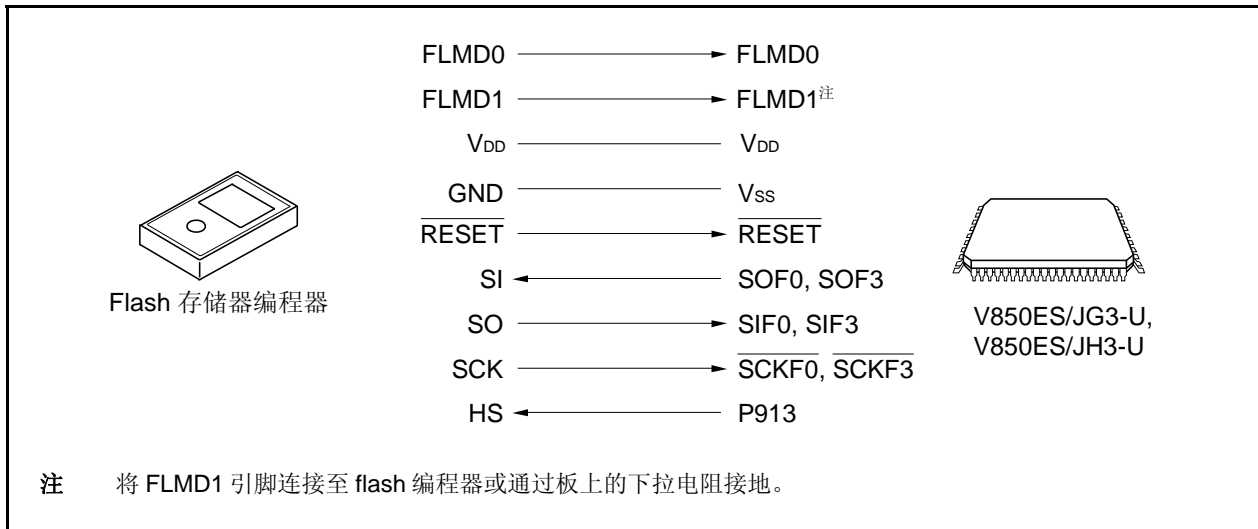 FLMD0 FLMD0
FLMD1 FLMD1注
VDD VDD
GND VSS
RESET RESET
SI SOF0, SOF3
SO SIF0, SIF3
SCK SCKF0, SCKF3
HS P913
Flash 存储器编程器
V850ES/JG3-U,
V850ES/JH3-U
注 将 FLMD1 引脚连接至 flash 编程器或通过板上的下拉电阻接地。